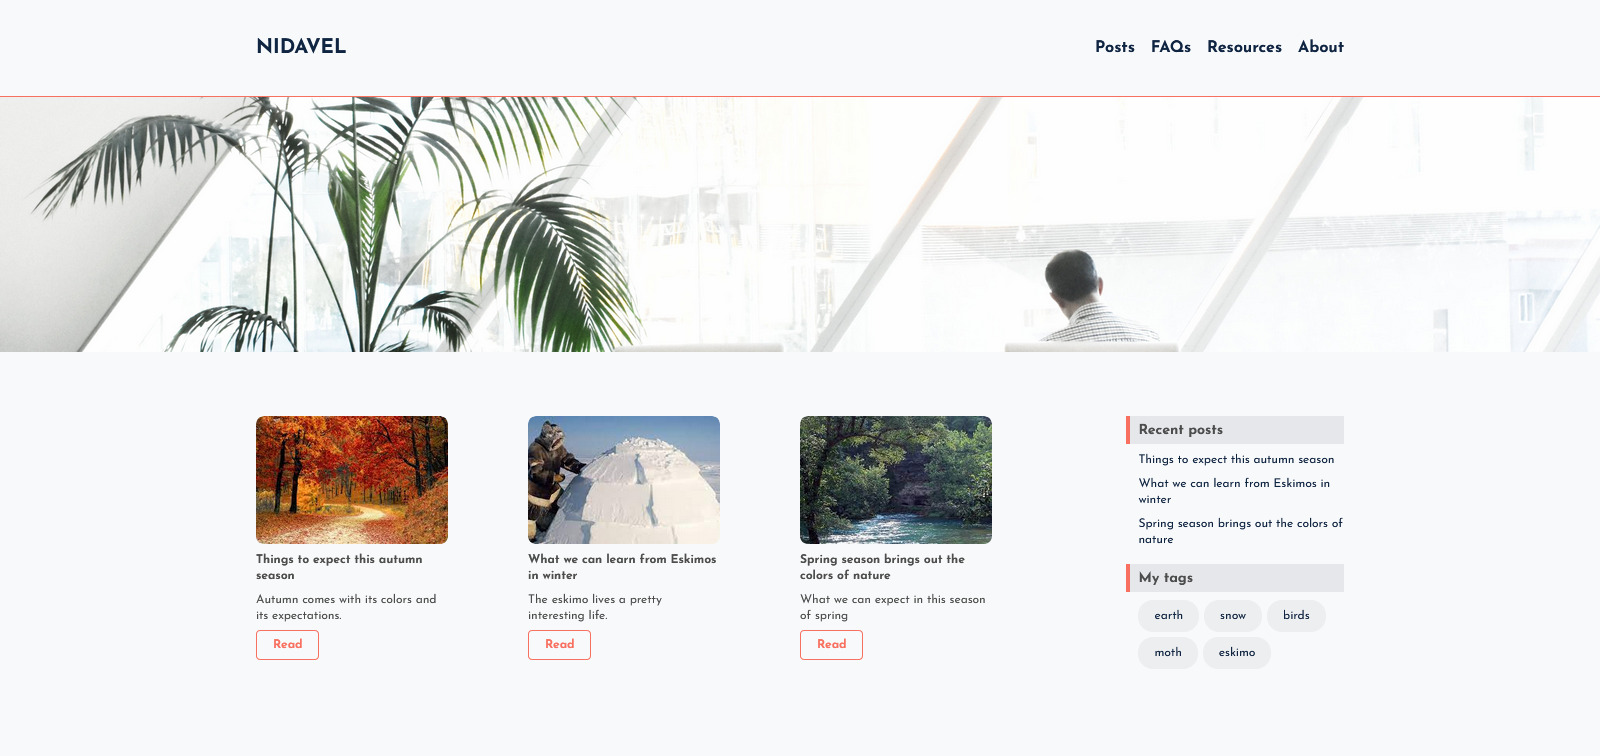 NIDAVEL
Posts FAQs Resources About
Things to expect this autumn
season
Autumn comes with its colors and
its expectations.
Read
What we can learn from Eskimos
in winter
The eskimo lives a pretty
interesting life.
Read
Spring season brings out the
colors of nature
What we can expect in this season
of spring
Read
Recent posts
Things to expect this autumn season
What we can learn from Eskimos in
winter
Spring season brings out the colors of
nature
My tags
earth snow birds
moth eskimo